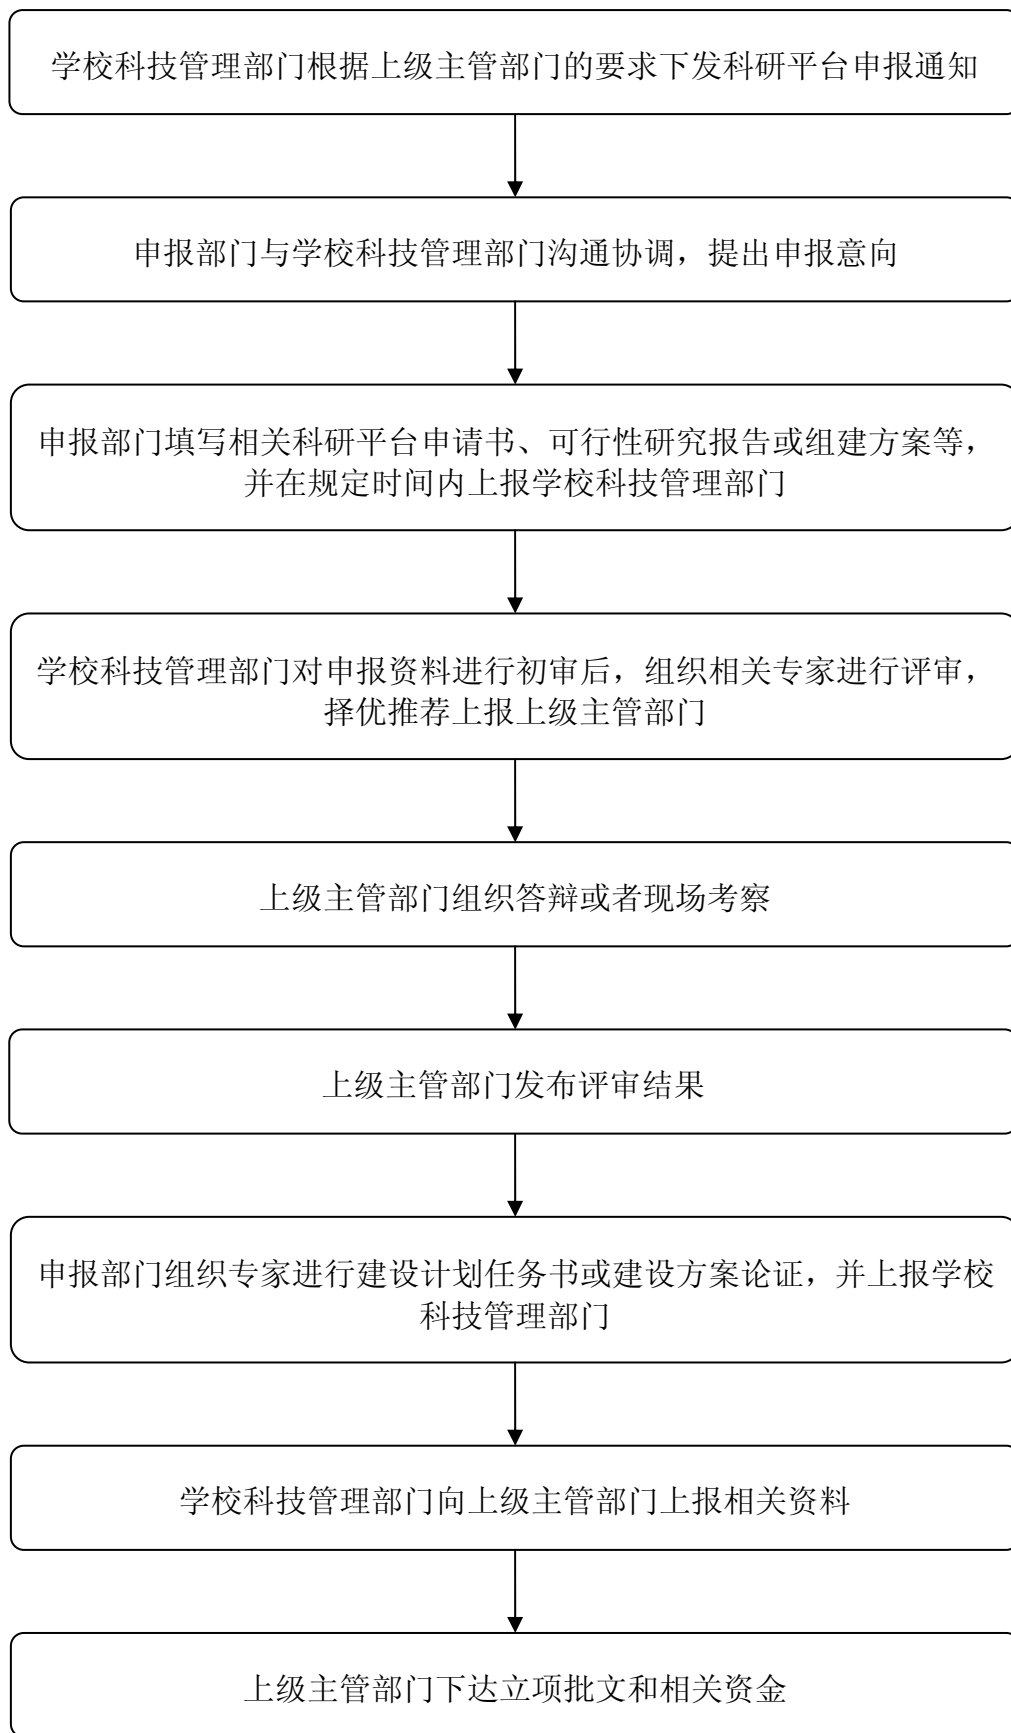 学校科技管理部门根据上级主管部门的要求下发科研平台申报通知
申报部门与学校科技管理部门沟通协调，提出申报意向
申报部门填写相关科研平台申请书、可行性研究报告或组建方案等，
并在规定时间内上报学校科技管理部门
学校科技管理部门对申报资料进行初审后，组织相关专家进行评审，
择优推荐上报上级主管部门
上级主管部门组织答辩或者现场考察
上级主管部门发布评审结果
申报部门组织专家进行建设计划任务书或建设方案论证，并上报学校
科技管理部门
学校科技管理部门向上级主管部门上报相关资料
上级主管部门下达立项批文和相关资金